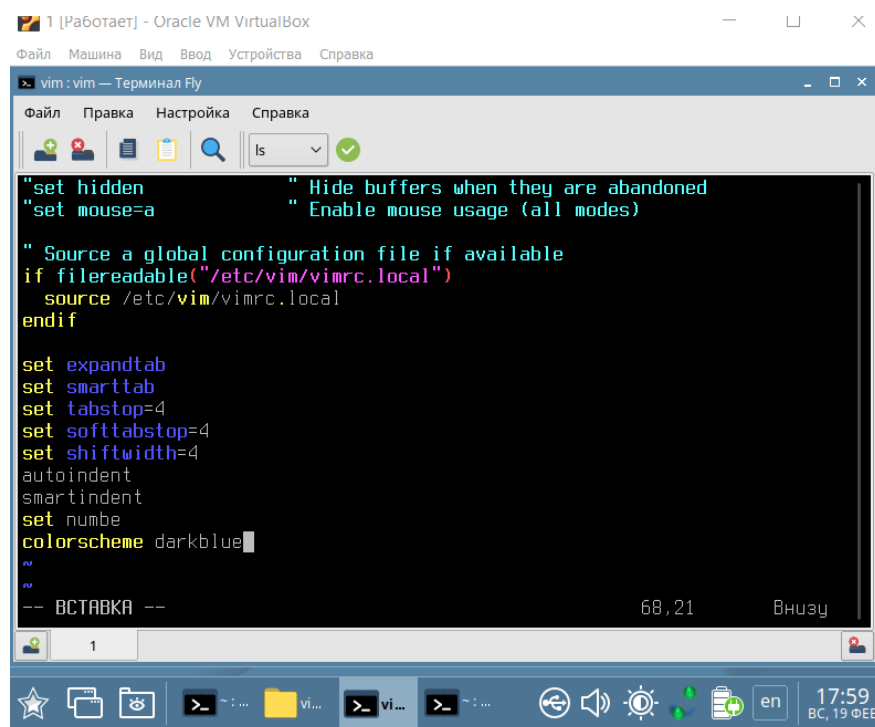 1 [Работает] - Oracle VM VirtualBox
Файл Машина Вид Ввод Устройства Справка
vim : vim — Терминал Fly
Файл Правка Настройка Справка
ls
"set hidden " Hide buffers when they are abandoned
"set mouse=a " Enable mouse usage (all modes)
" Source a global configuration file if available
if filereadable("/etc/vim/vimrc.local")
source /etc/vim/vimrc.local
endif
set expandtab
set smarttab
set tabstop=4
set softtabstop=4
set shiftwidth=4
autoindent
smartindent
set numbe
colorscheme darkblue
~
~
-- ВСТАВКА -- 68,21 Внизу
1
~ : ... vi... vi... ~ : ... en 17:59
ВС, 19 ФЕВ